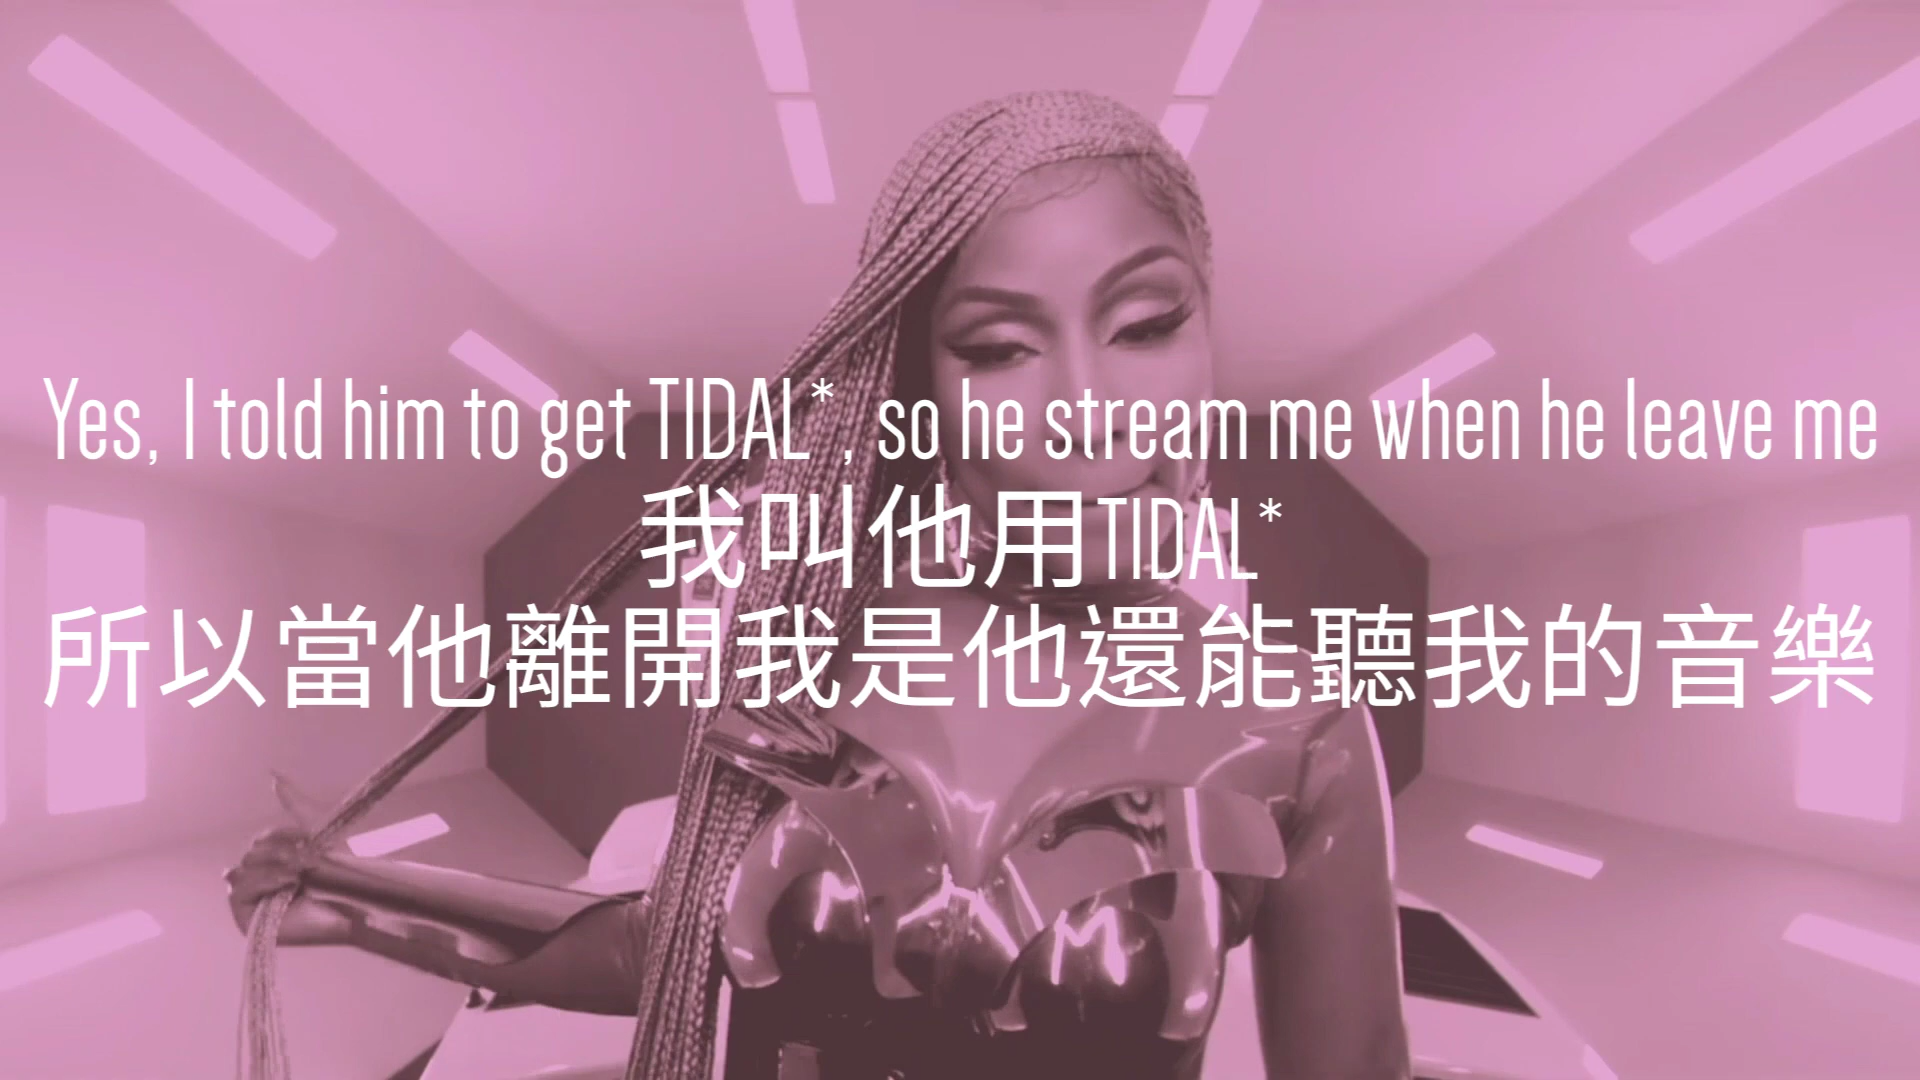 Yes, I told him to get TIDAL*, so he stream me when he leave me
我叫他用TIDAL*
所以當他離開我是他還能聽我的音樂